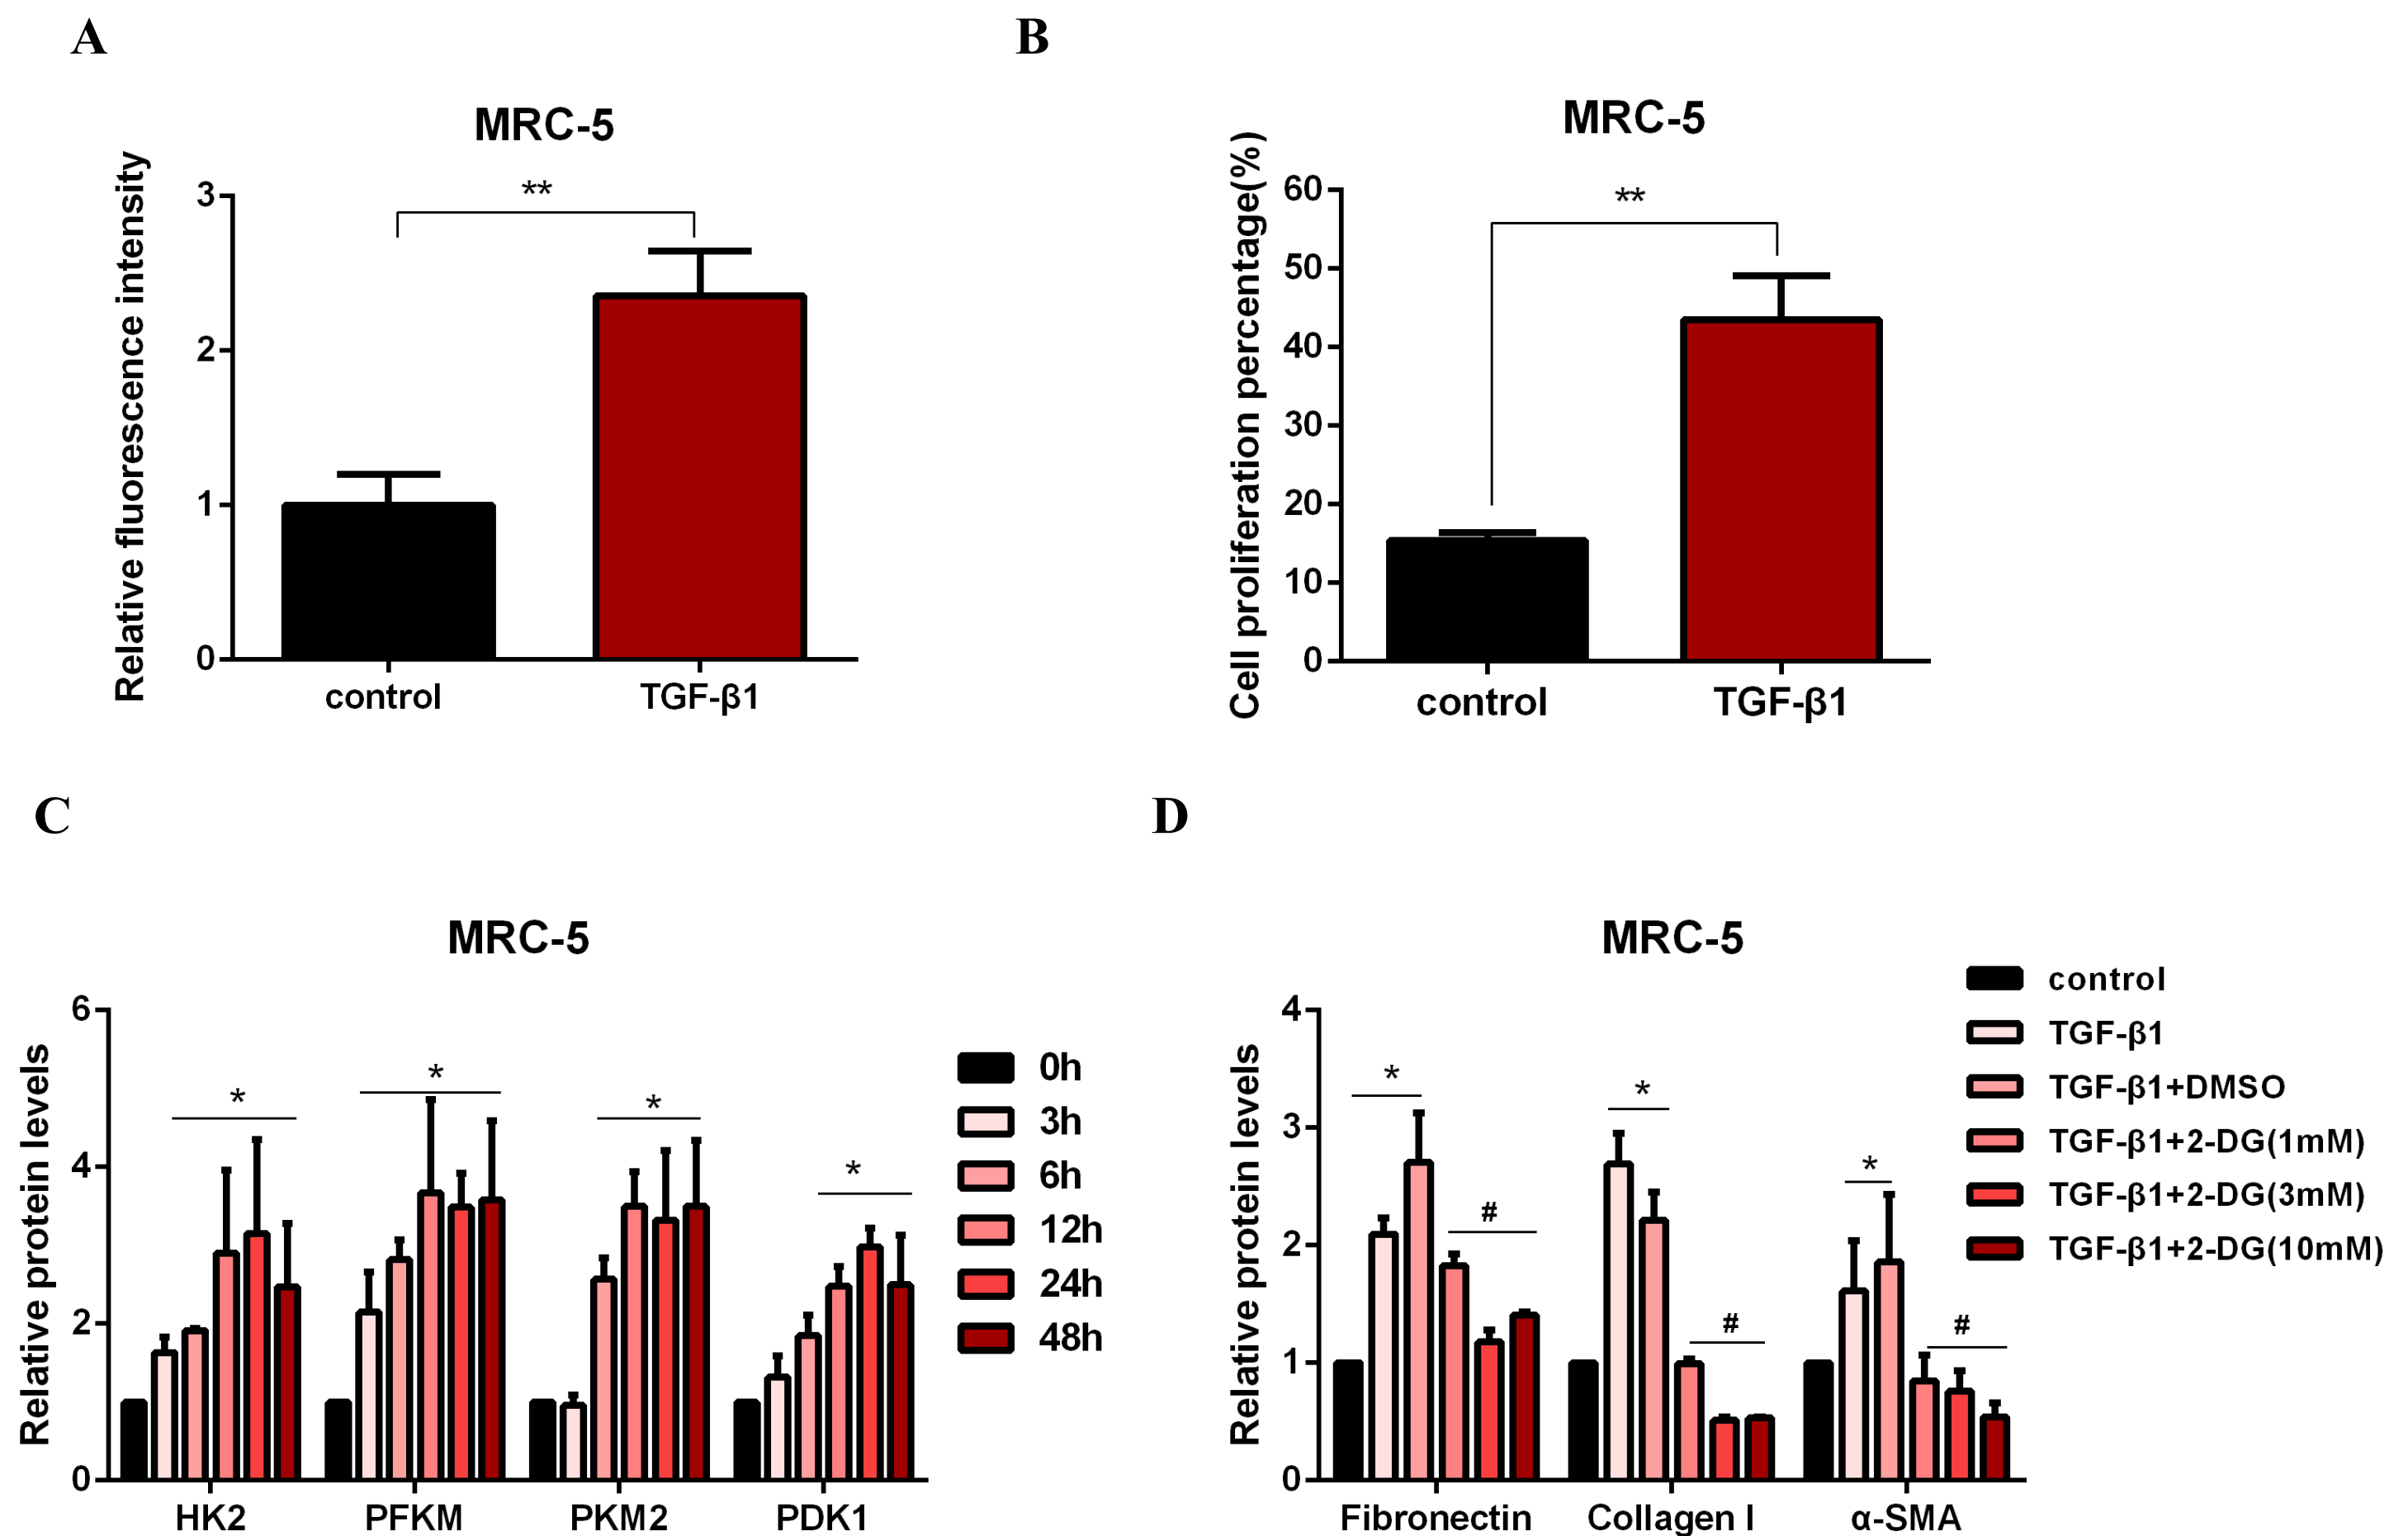 A
MRC-5
Relative fluorescence intensity
3
2
1
0
**
control
TGF-β1
B
MRC-5
Cell proliferation percentage(%)
60
50
40
30
20
10
0
**
control
TGF-β1
C
MRC-5
Relative protein levels
6
4
2
0
*
*
*
*
HK2
PFKM
PKM2
PDK1
0h
3h
6h
12h
24h
48h
D
MRC-5
Relative protein levels
4
3
2
1
0
*
#
*
#
*
#
Fibronectin
Collagen I
α-SMA
control
TGF-β1
TGF-β1+DMSO
TGF-β1+2-DG(1mM)
TGF-β1+2-DG(3mM)
TGF-β1+2-DG(10mM)